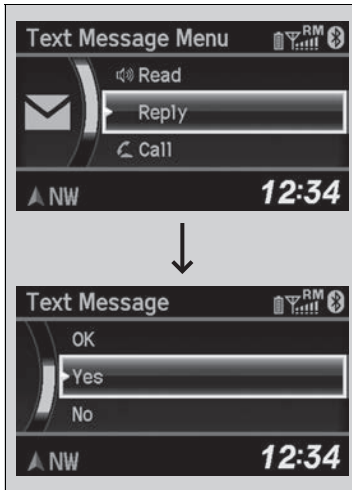 Text Message Menu RM
Read
Reply
Call
NW 12:34
Text Message RM
OK
Yes
No
NW 12:34